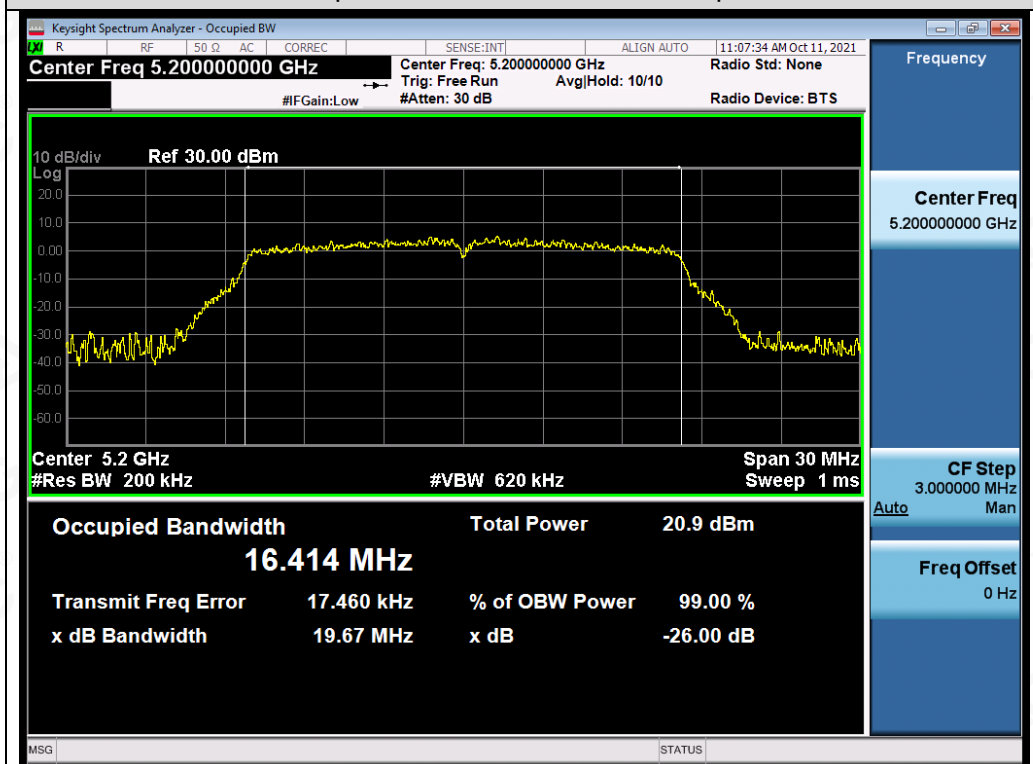 Keysight Spectrum Analyzer - Occupied BW
LXI R RF 50 Ω AC CORREC SENSE:INT ALIGN AUTO 11:07:34 AM Oct 11, 2021
Center Freq 5.200000000 GHz
Center Freq: 5.200000000 GHz
Radio Std: None
Trig: Free Run Avg|Hold: 10/10
#IFGain:Low
#Atten: 30 dB
Radio Device: BTS
10 dB/div Ref 30.00 dBm
Log
20.0
10.0
0.00
-10.0
-20.0
-30.0
-40.0
-50.0
-60.0
Center 5.2 GHz Span 30 MHz
#Res BW 200 kHz #VBW 620 kHz Sweep 1 ms
Occupied Bandwidth Total Power 20.9 dBm
16.414 MHz
Transmit Freq Error 17.460 kHz % of OBW Power 99.00 %
x dB Bandwidth 19.67 MHz x dB -26.00 dB
MSG STATUS
Frequency
Center Freq
5.200000000 GHz
CF Step
3.000000 MHz
Auto Man
Freq Offset
0 Hz